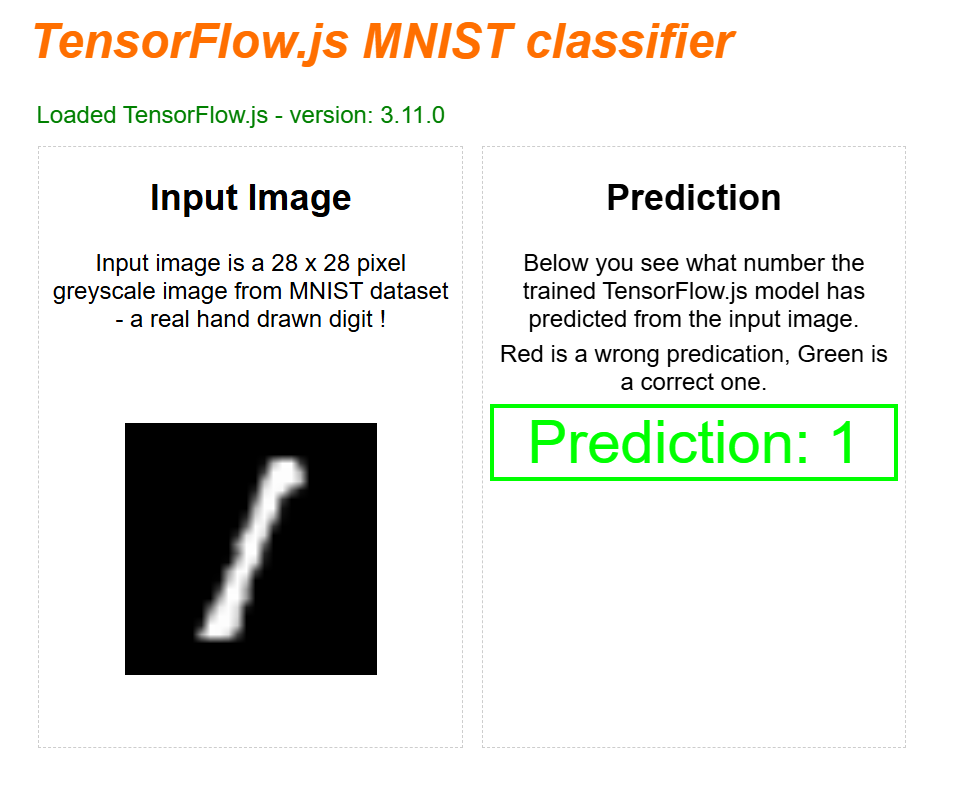 TensorFlow.js MNIST classifier
Loaded TensorFlow.js - version: 3.11.0
Input Image
Input image is a 28 x 28 pixel
greyscale image from MNIST dataset
- a real hand drawn digit !
1
Prediction
Below you see what number the
trained TensorFlow.js model has
predicted from the input image.
Red is a wrong predication, Green is
a correct one.
Prediction: 1